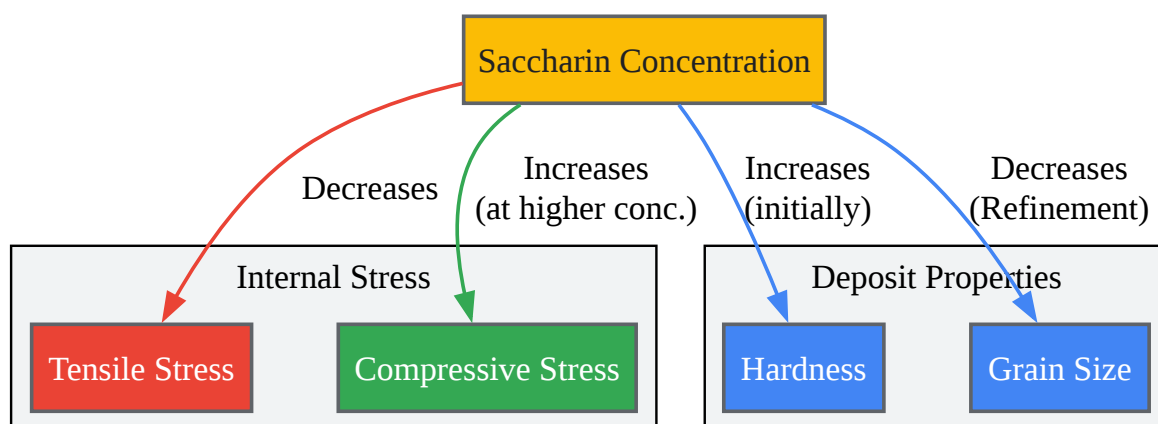 Saccharin Concentration
Decreases
Increases
(at higher conc.)
Increases
(initially)
Decreases
(Refinement)
Internal Stress
Deposit Properties
Tensile Stress
Compressive Stress
Hardness
Grain Size